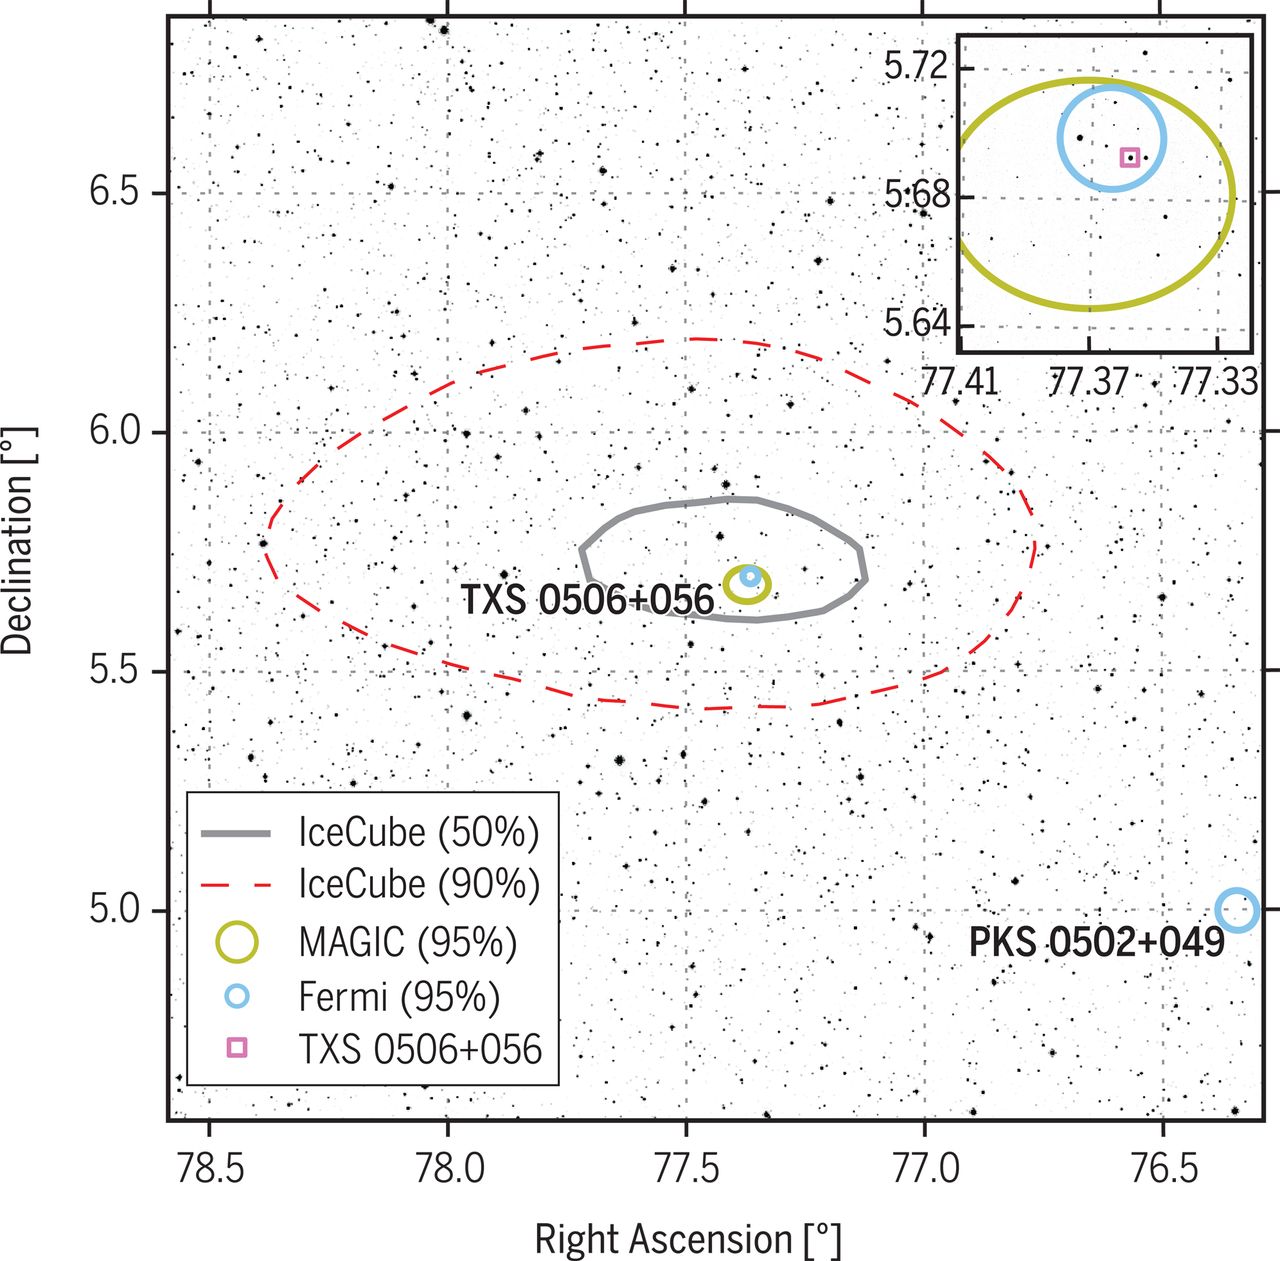 5.72
5.68
5.64
77.41 77.37 77.33
6.5
6.0
5.5
5.0
Declination [°]
TXS 0506+056
PKS 0502+049
IceCube (50%)
IceCube (90%)
MAGIC (95%)
Fermi (95%)
TXS 0506+056
78.5 78.0 77.5 77.0 76.5
Right Ascension [°]